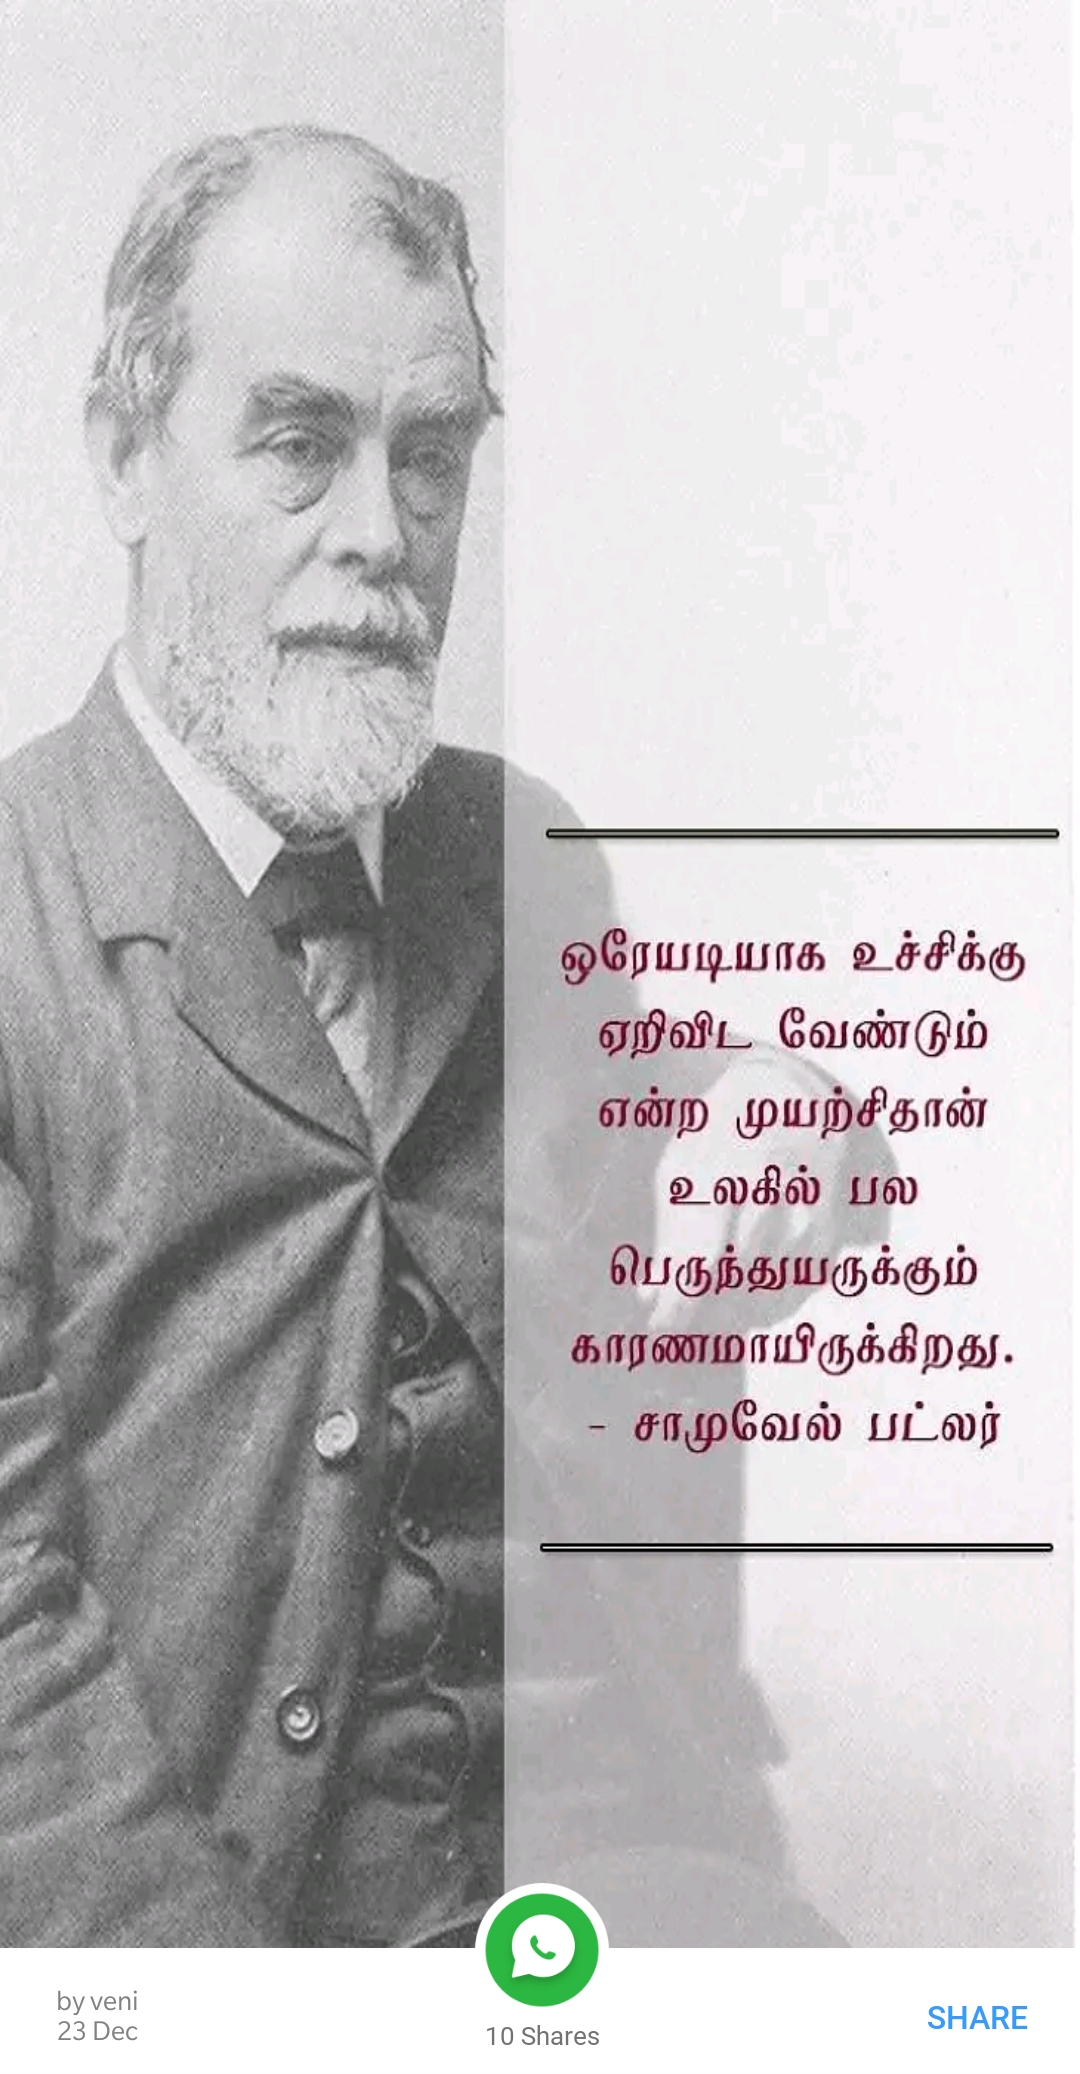 ஒரேயடியாக உச்சிக்கு
ஏறிவிட வேண்டும்
என்ற முயற்சிதான்
உலகில் பல
பெருந்துயருக்கும்
காரணமாயிருக்கிறது.
- சாமுவேல் பட்லர்
by veni
23 Dec
10 Shares
SHARE